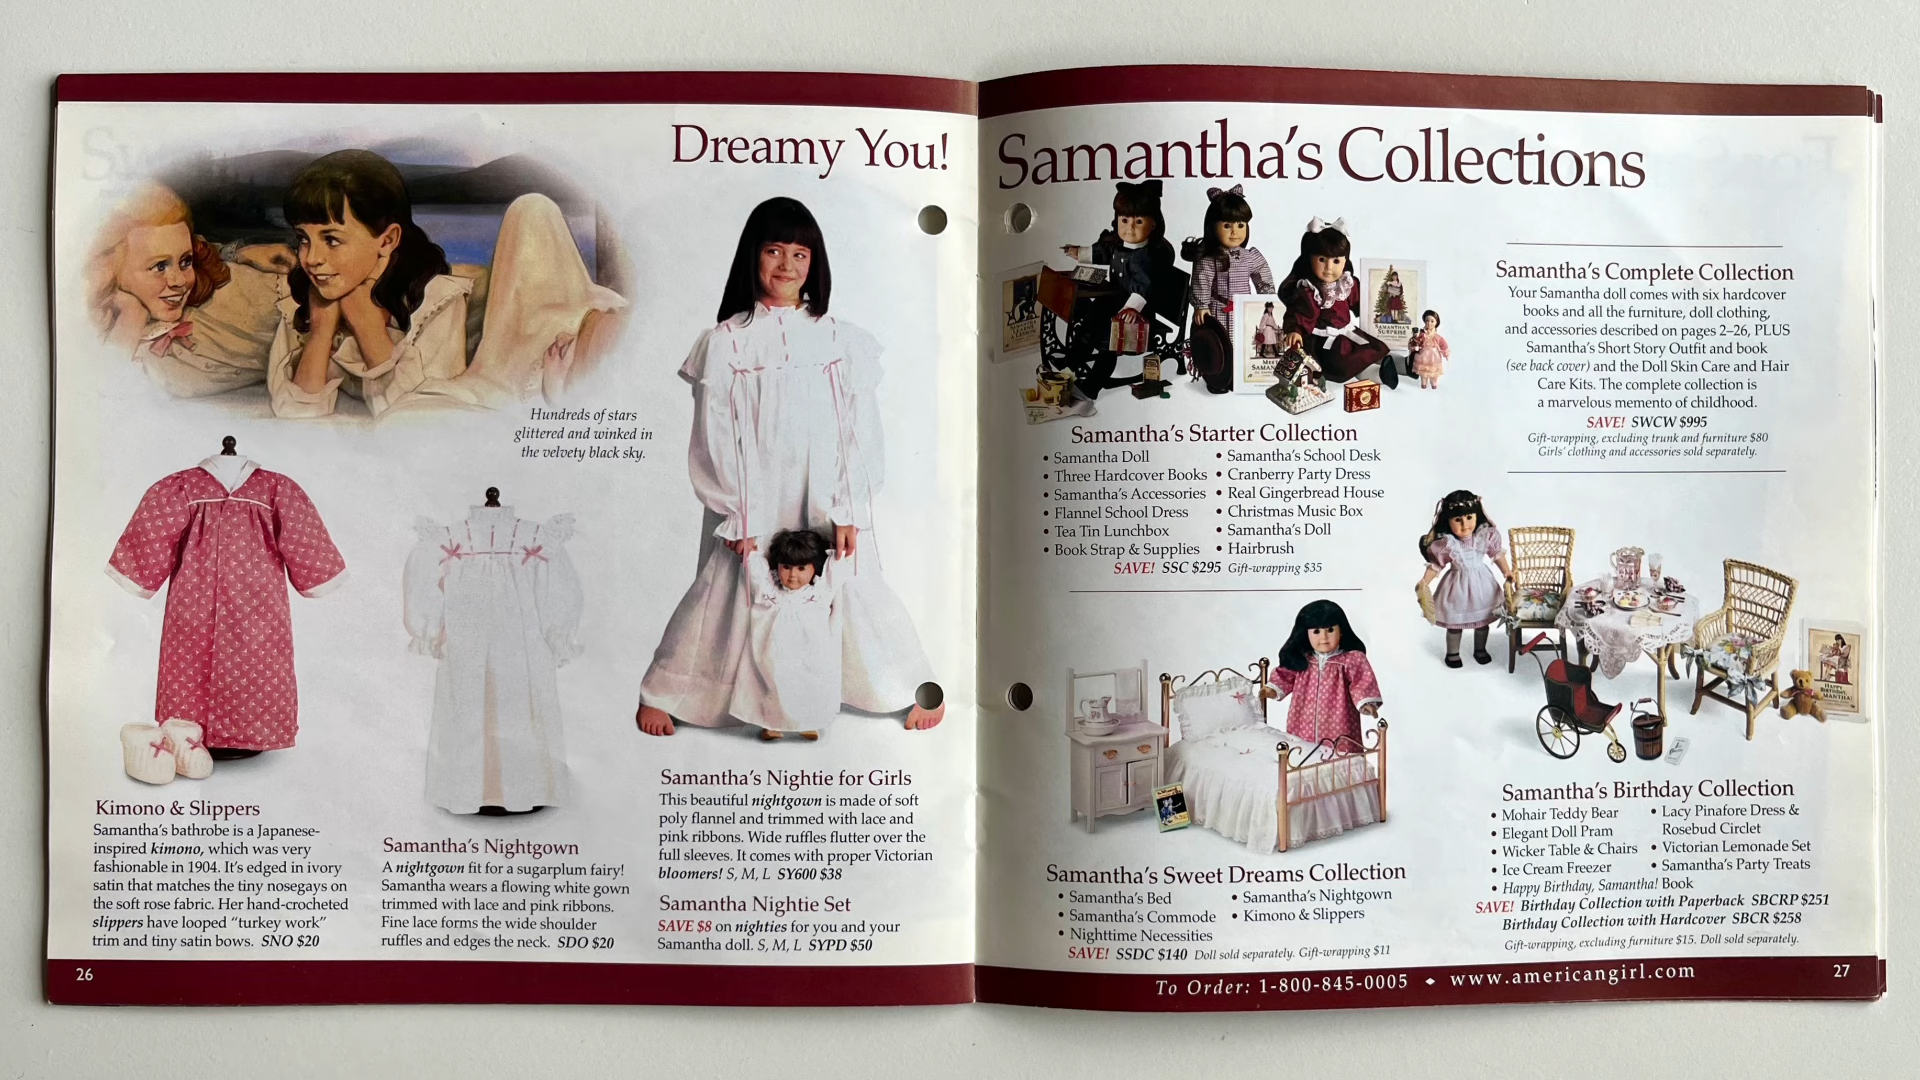 Dreamy You!
Hundreds of stars
glittered and winked in
the velvety black sky.
Kimono & Slippers
Samantha's bathrobe is a Japanese-
inspired kimono, which was very
fashionable in 1904. It's edged in ivory
satin that matches the tiny nosegays on
the soft rose fabric. Her hand-crocheted
slippers have looped "turkey work"
trim and tiny satin bows. SNO $20
Samantha's Nightgown
A nightgown fit for a sugarplum fairy!
Samantha wears a flowing white gown
trimmed with lace and pink ribbons.
Fine lace forms the wide shoulder
ruffles and edges the neck. SDO $20
Samantha's Nightie for Girls
This beautiful nightgown is made of soft
poly flannel and trimmed with lace and
pink ribbons. Wide ruffles flutter over the
full sleeves. It comes with proper Victorian
bloomers! S, M, L SY600 $38
Samantha Nightie Set
SAVE $8 on nighties for you and your
Samantha doll. S, M, L SYPD $50
26
Samantha's Collections
SAMANTHA'S
SURPRISE
MEET
Samantha's Starter Collection
• Samantha Doll
• Three Hardcover Books
• Samantha's Accessories
• Flannel School Dress
• Tea Tin Lunchbox
• Book Strap & Supplies
• Samantha's School Desk
• Cranberry Party Dress
• Real Gingerbread House
• Christmas Music Box
• Samantha's Doll
• Hairbrush
SAVE! SSC $295 Gift-wrapping $35
Samantha's Sweet Dreams Collection
• Samantha's Bed
• Samantha's Commode
• Nighttime Necessities
• Samantha's Nightgown
• Kimono & Slippers
SAVE! SSDC $140 Doll sold separately. Gift-wrapping $11
Samantha's Complete Collection
Your Samantha doll comes with six hardcover
books and all the furniture, doll clothing,
and accessories described on pages 2–26, PLUS
Samantha's Short Story Outfit and book
(see back cover) and the Doll Skin Care and Hair
Care Kits. The complete collection is
a marvelous memento of childhood.
SAVE! SWCW $995
Gift-wrapping, excluding trunk and furniture $80
Girls' clothing and accessories sold separately.
HAPPY
BIRTHDAY,
Samantha's Birthday Collection
• Mohair Teddy Bear
• Elegant Doll Pram
• Wicker Table & Chairs
• Ice Cream Freezer
• Happy Birthday, Samantha! Book
• Lacy Pinafore Dress &
Rosebud Circlet
• Victorian Lemonade Set
• Samantha's Party Treats
SAVE! Birthday Collection with Paperback SBCRP $251
Birthday Collection with Hardcover SBCR $258
Gift-wrapping, excluding furniture $15. Doll sold separately.
To Order: 1-800-845-0005 ⬥ www.americangirl.com
27